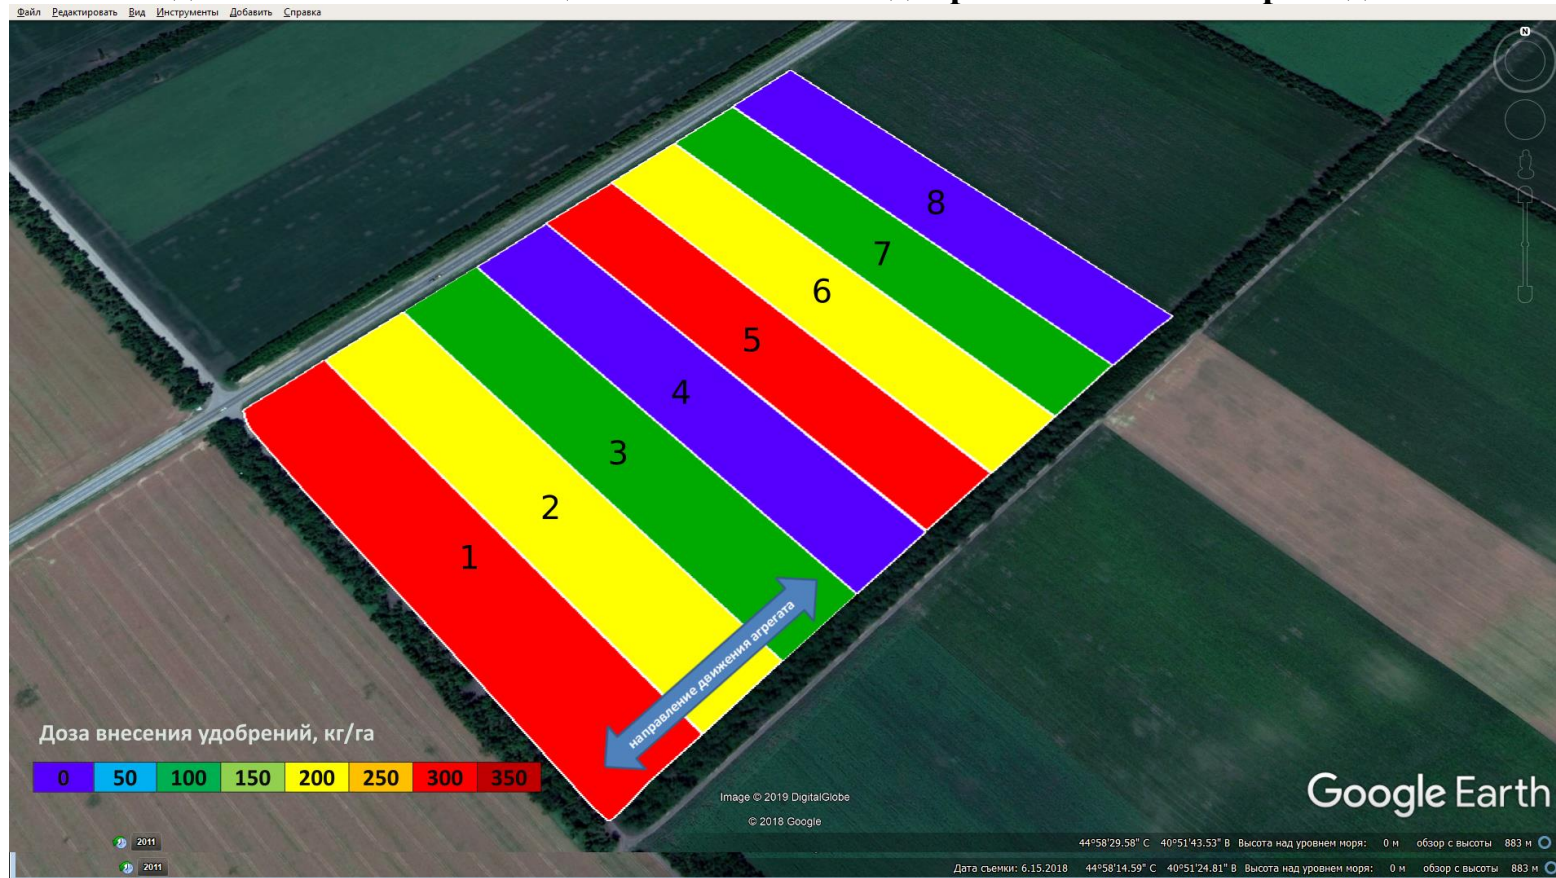 Файл Редактировать Вид Инструменты Добавить Справка
N
8
7
6
5
4
3
2
1
направление движения агрегата
Доза внесения удобрений, кг/га
0 50 100 150 200 250 300 350
Google Earth
Image © 2019 DigitalGlobe
© 2018 Google
2011
44°58'29.58" С 40°51'43.53" В Высота над уровнем моря: 0 м обзор с высоты 883 м
2011
Дата съемки: 6.15.2018 44°58'14.59" С 40°51'24.81" В Высота над уровнем моря: 0 м обзор с высоты 883 м